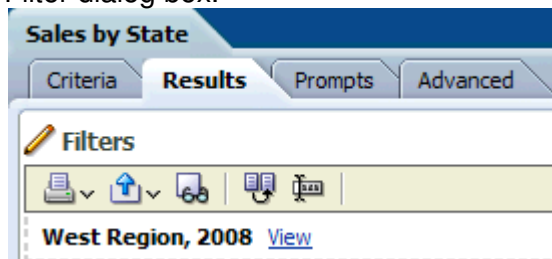 Filter dialog box.
Sales by State
Criteria Results Prompts Advanced
Filters
West Region, 2008 View